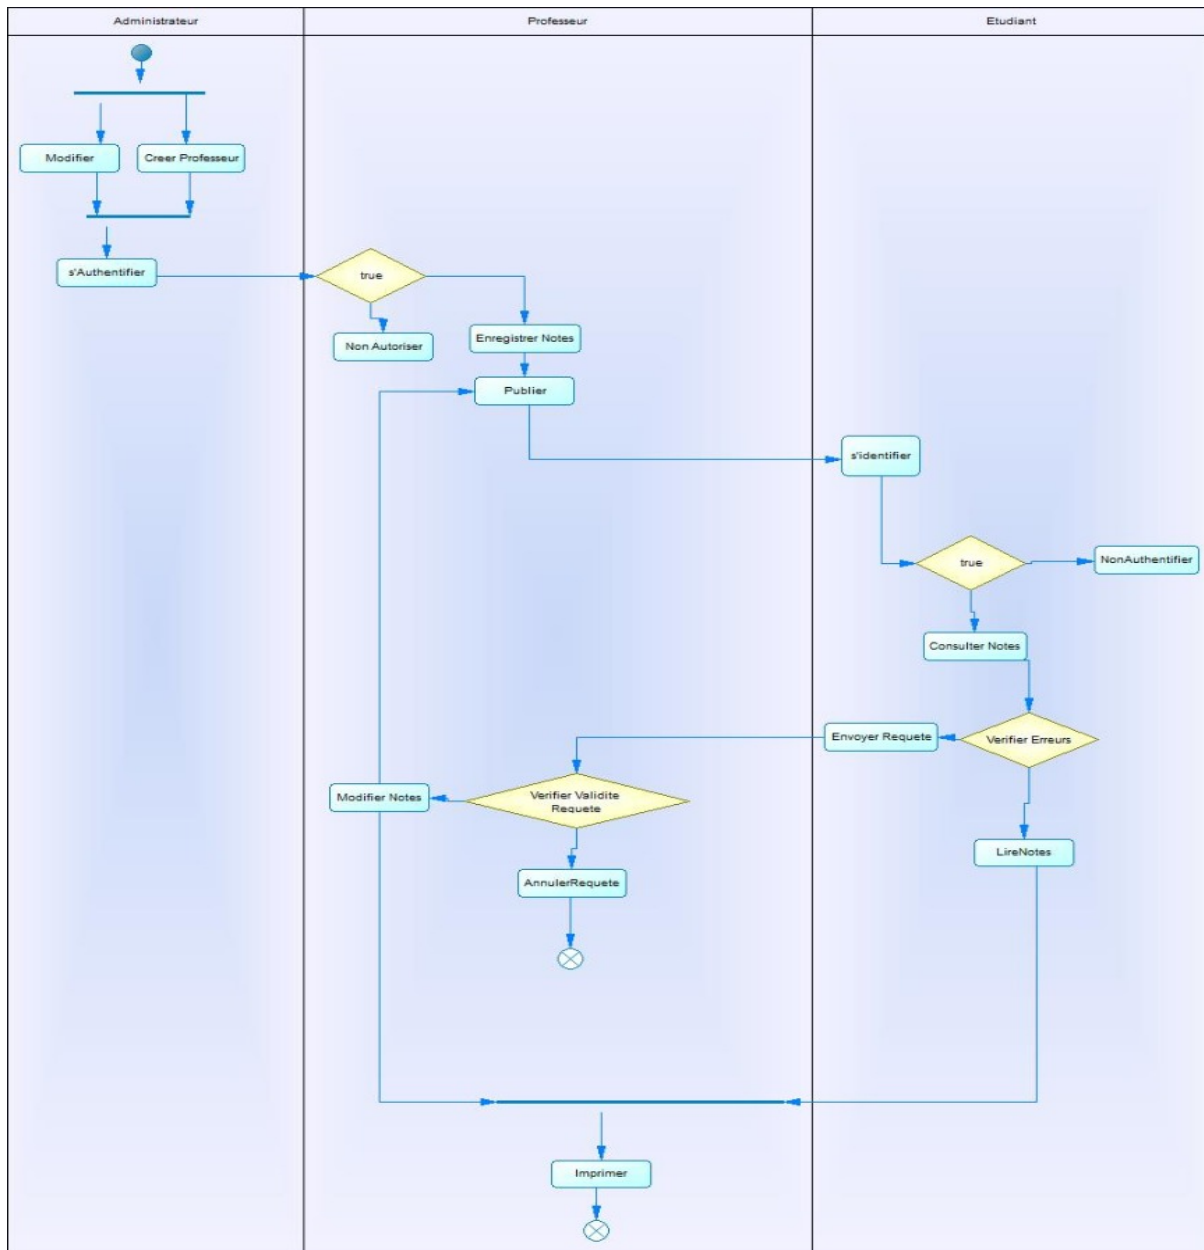 Administrateur
Professeur
Etudiant
Modifier
Creer Professeur
s'Authentifier
true
Non Autoriser
Enregistrer Notes
Publier
s'identifier
true
NonAuthentifier
Consulter Notes
Envoyer Requete
Verifier Erreurs
Modifier Notes
Verifier Validite
Requete
LireNotes
AnnulerRequete
Imprimer